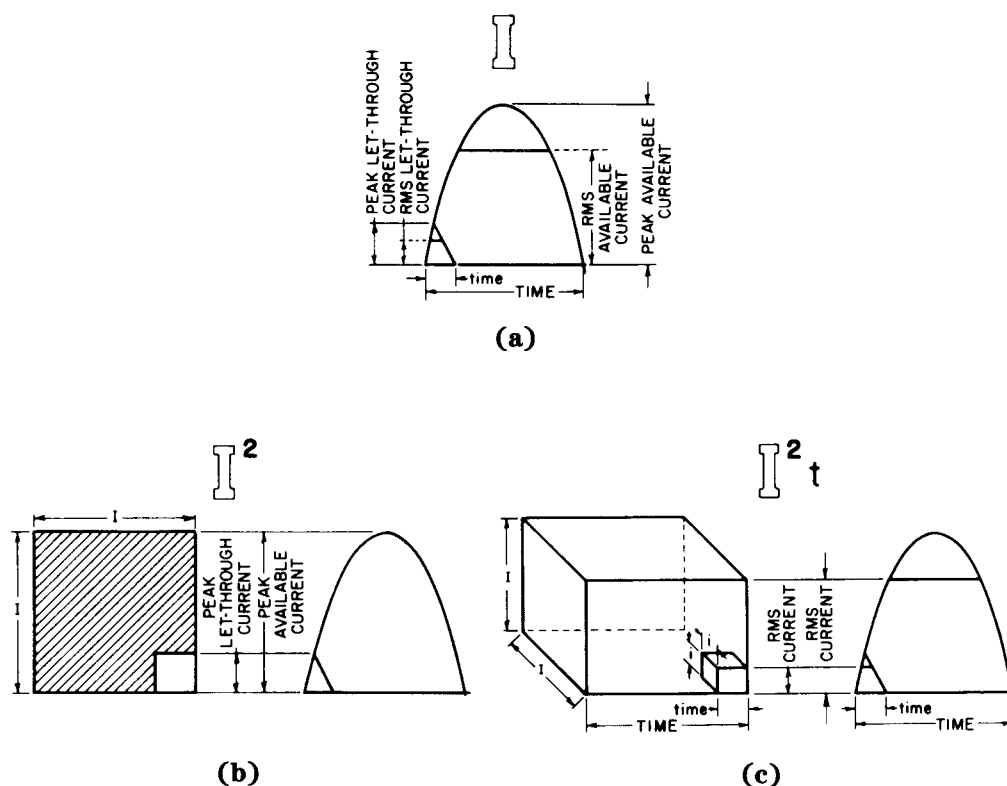 I
PEAK LET-THROUGH
CURRENT
RMS LET-THROUGH
CURRENT
RMS
AVAILABLE
CURRENT
PEAK AVAILABLE
CURRENT
time
TIME
(a)
I²
I
I
PEAK
LET-THROUGH
CURRENT
PEAK
AVAILABLE
CURRENT
(b)
I² t
I
I
i
i
RMS
CURRENT
RMS
CURRENT
time
TIME
time
TIME
(c)